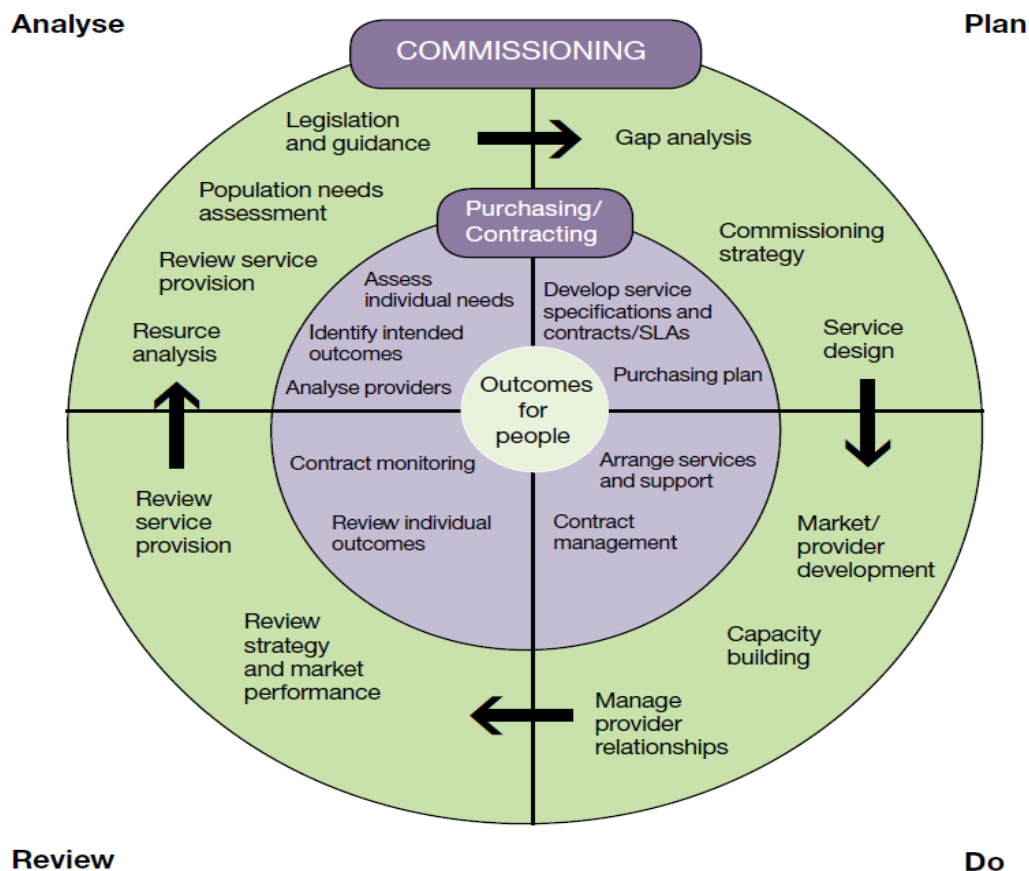 Analyse
Plan
COMMISSIONING
Legislation
and guidance
Gap analysis
Population needs
assessment
Purchasing/
Contracting
Commissioning
strategy
Review service
provision
Assess
individual needs
Develop service
specifications and
contracts/SLAs
Resurce
analysis
Identify intended
outcomes
Service
design
Analyse providers
Purchasing plan
Outcomes
for
people
Contract monitoring
Arrange services
and support
Review
service
provision
Review individual
outcomes
Contract
management
Market/
provider
development
Review
strategy
and market
performance
Capacity
building
Manage
provider
relationships
Review
Do